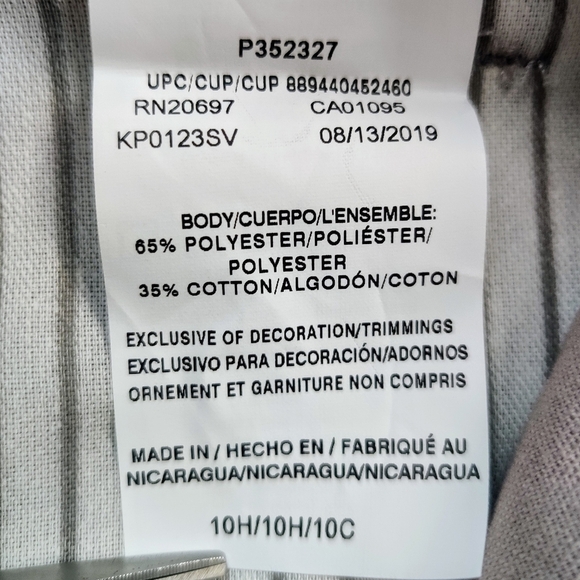 P352327
UPC/CUP/CUP 889440452460
RN20697 CA01095
KP0123SV 08/13/2019
BODY/CUERPO/L'ENSEMBLE:
65% POLYESTER/POLIÉSTER/
POLYESTER
35% COTTON/ALGODÓN/COTON
EXCLUSIVE OF DECORATION/TRIMMINGS
EXCLUSIVO PARA DECORACIÓN/ADORNOS
ORNEMENT ET GARNITURE NON COMPRIS
MADE IN / HECHO EN / FABRIQUÉ AU
NICARAGUA/NICARAGUA/NICARAGUA
10H/10H/10C